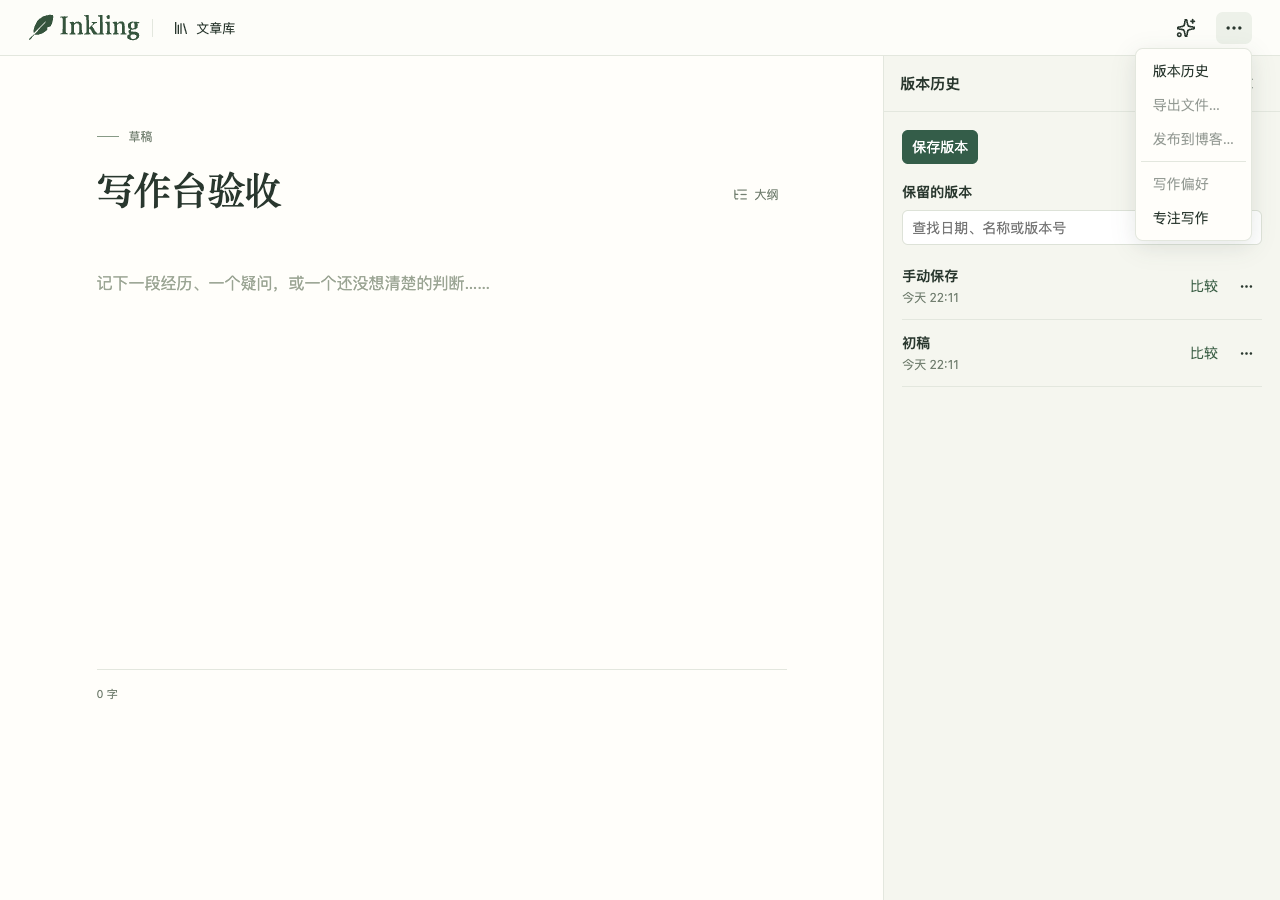 Inkling
文章库
版本历史
导出文件...
发布到博客...
写作偏好
专注写作
草稿
写作台验收
大纲
记下一段经历、一个疑问，或一个还没想清楚的判断……
0 字
版本历史
保存版本
保留的版本
查找日期、名称或版本号
手动保存
今天 22:11
比较
初稿
今天 22:11
比较